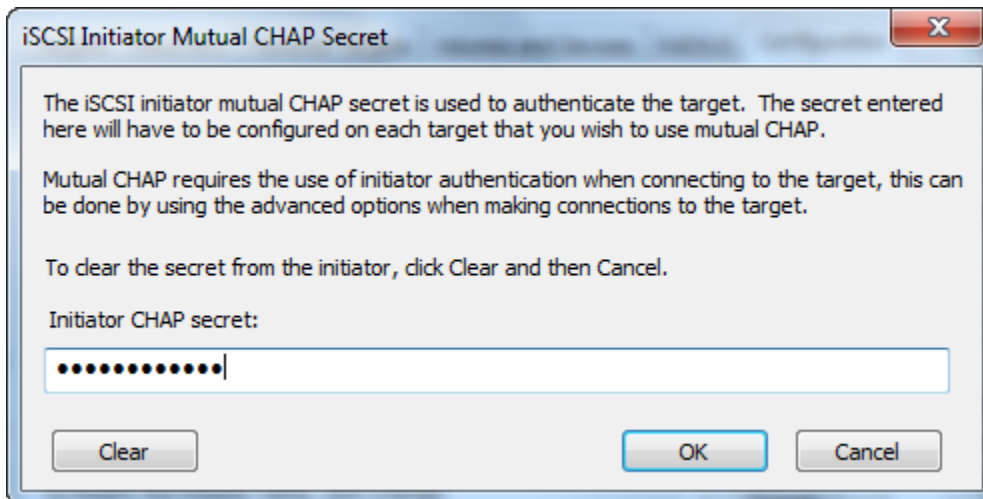 iSCSI Initiator Mutual CHAP Secret
The iSCSI initiator mutual CHAP secret is used to authenticate the target.  The secret entered
here will have to be configured on each target that you wish to use mutual CHAP.
Mutual CHAP requires the use of initiator authentication when connecting to the target, this can
be done by using the advanced options when making connections to the target.
To clear the secret from the initiator, click Clear and then Cancel.
Initiator CHAP secret:
●●●●●●●●●●●●
Clear OK Cancel